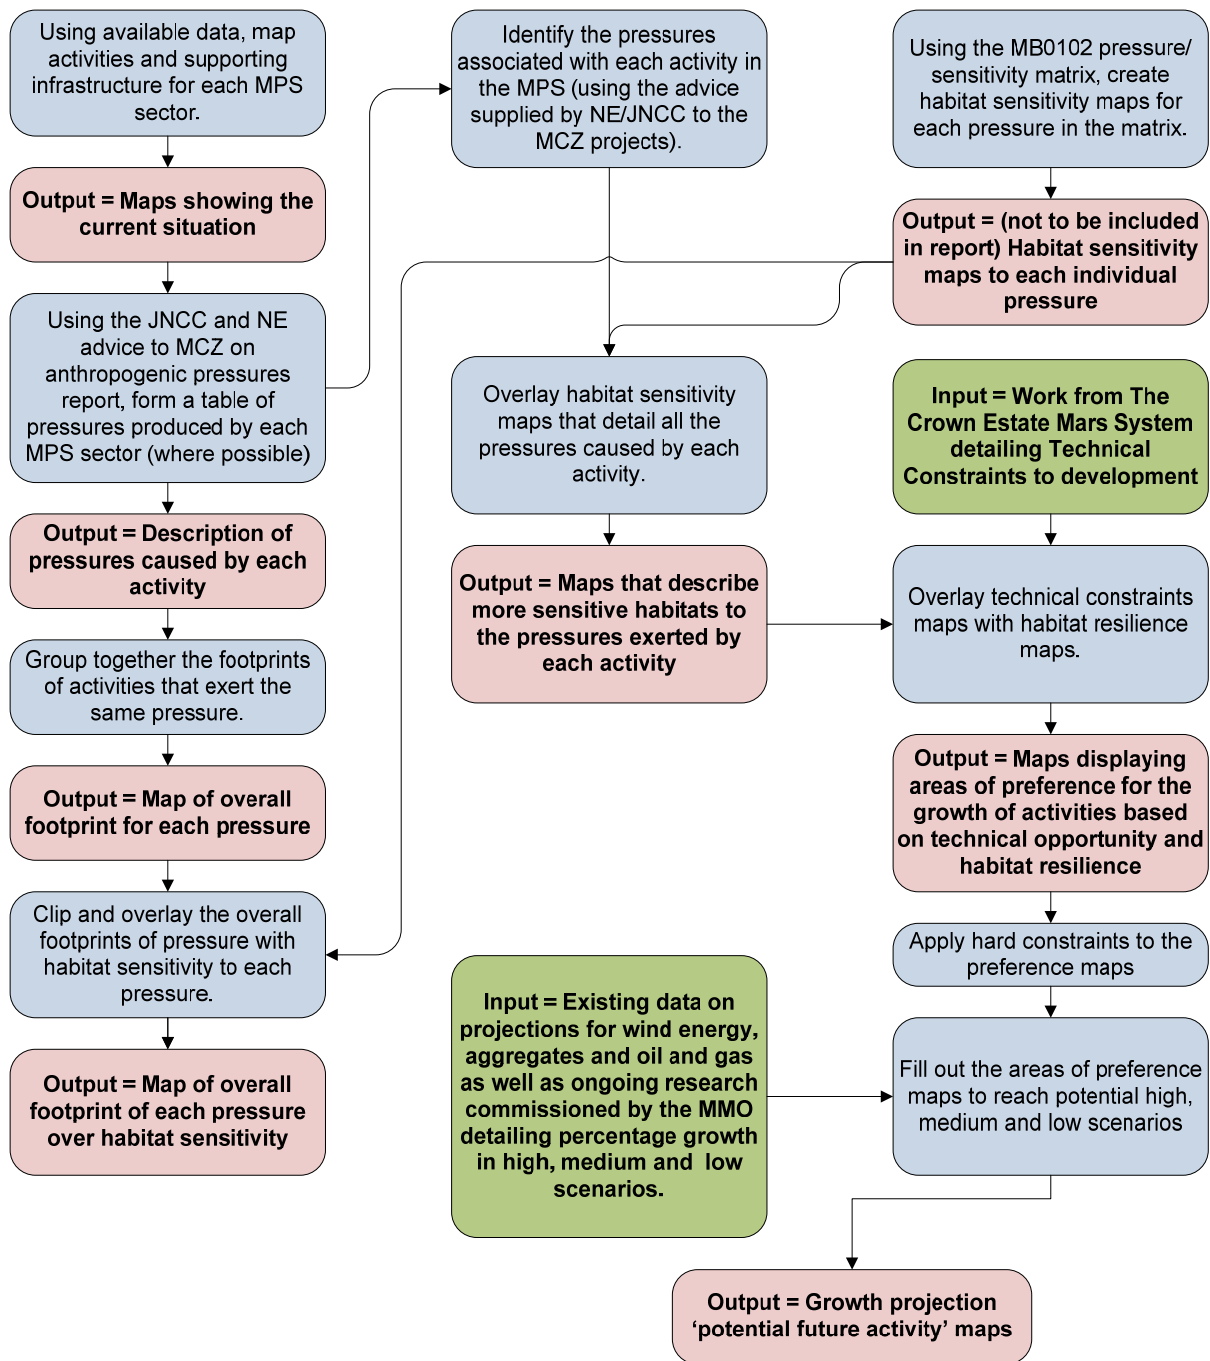 Using available data, map
activities and supporting
infrastructure for each MPS
sector.
Output = Maps showing the
current situation
Using the JNCC and NE
advice to MCZ on
anthropogenic pressures
report, form a table of
pressures produced by each
MPS sector (where possible)
Output = Description of
pressures caused by each
activity
Group together the footprints
of activities that exert the
same pressure.
Output = Map of overall
footprint for each pressure
Clip and overlay the overall
footprints of pressure with
habitat sensitivity to each
pressure.
Output = Map of overall
footprint of each pressure
over habitat sensitivity
Identify the pressures
associated with each activity in
the MPS (using the advice
supplied by NE/JNCC to the
MCZ projects).
Overlay habitat sensitivity
maps that detail all the
pressures caused by each
activity.
Output = Maps that describe
more sensitive habitats to
the pressures exerted by
each activity
Input = Existing data on
projections for wind energy,
aggregates and oil and gas
as well as ongoing research
commissioned by the MMO
detailing percentage growth
in high, medium and low
scenarios.
Using the MB0102 pressure/
sensitivity matrix, create
habitat sensitivity maps for
each pressure in the matrix.
Output = (not to be included
in report) Habitat sensitivity
maps to each individual
pressure
Input = Work from The
Crown Estate Mars System
detailing Technical
Constraints to development
Overlay technical constraints
maps with habitat resilience
maps.
Output = Maps displaying
areas of preference for the
growth of activities based
on technical opportunity and
habitat resilience
Apply hard constraints to the
preference maps
Fill out the areas of preference
maps to reach potential high,
medium and low scenarios
Output = Growth projection
‘potential future activity’ maps